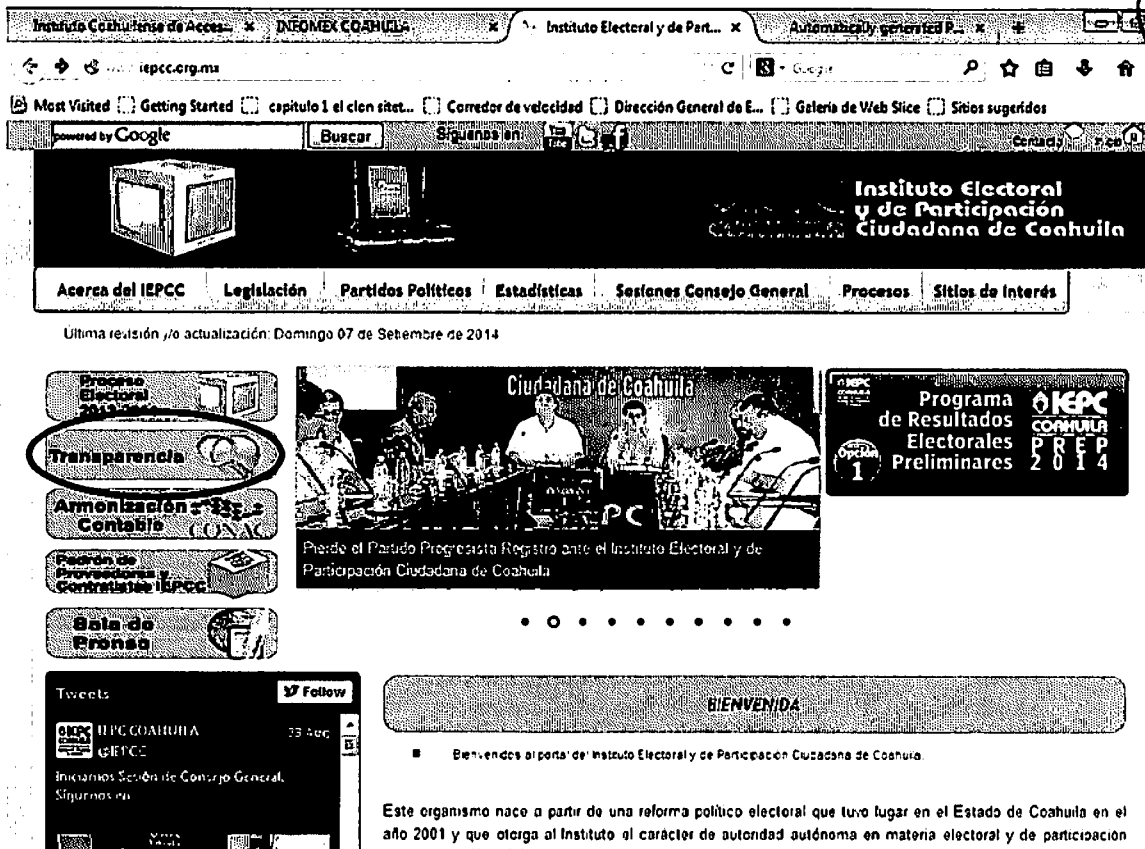 Instituto Coahuilense de Acces... × INFOMEX COAHUILA × Instituto Electoral y de Part... × Automatically generated P... × +
iepcc.org.mx
Most Visited Getting Started capitulo 1 el clon sitet... Corredor de velocidad Dirección General de E... Galería de Web Slice Sitios sugeridos
powered by Google Buscar Síguenos en: You Tube
Instituto Electoral
y de Participación
Ciudadana de Coahuila
Acerca del IEPCC Legislación Partidos Políticos Estadísticas Sesiones Consejo General Procesos Sitios de Interés
Última revisión y/o actualización: Domingo 07 de Setiembre de 2014
Proceso
Electoral
Transparencia
Armonización
Contable CONAC
Padrón de
Proveedores y
Contratistas IEPCC
Sala de
Prensa
Ciudadana de Coahuila
PC
Pierde el Partido Progresista Registro ante el Instituto Electoral y de
Participación Ciudadana de Coahuila
Opción
1
Programa
de Resultados
Electorales
Preliminares
IEPC
COAHUILA
PREP
2014
Tweets Follow
IEPC COAHUILA 23 Aug
@IEPCC
Iniciamos Sesión de Consejo General,
Síguenos en
BIENVENIDA
Bienvenidos al portal del Instituto Electoral y de Participación Ciudadana de Coahuila.
Este organismo nace a partir de una reforma político electoral que tuvo lugar en el Estado de Coahuila en el
año 2001 y que otorga al Instituto el carácter de autoridad autónoma en materia electoral y de participación